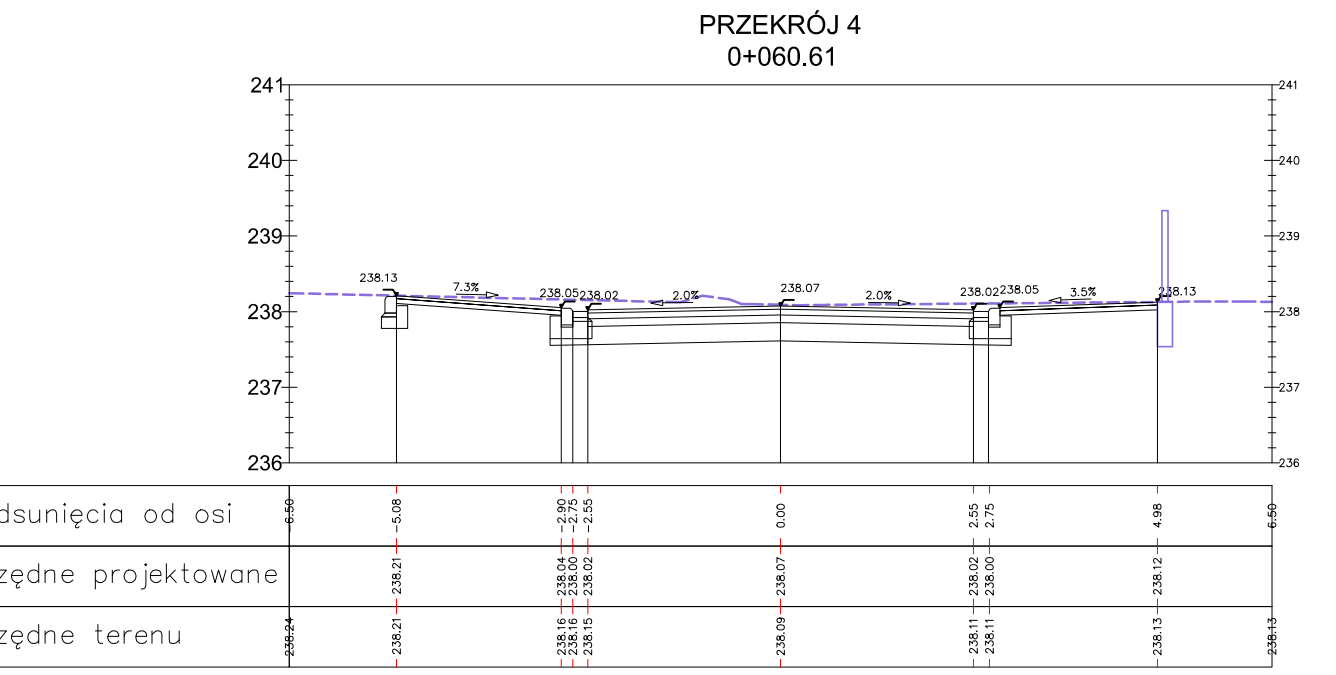 PRZEKRÓJ 4
0+060.61
241 241
240 240
239 239
238 238
237 237
236 236
238.13 7.3% 238.05 238.02 2.0% 238.07 2.0% 238.02 238.05 3.5% 238.13
dsunięcia od osi -6.50 -5.08 -2.90 -2.75 -2.55 0.00 2.55 2.75 4.98 6.50
zędne projektowane 238.21 238.04 238.00 238.02 238.07 238.02 238.00 238.12
zędne terenu 238.24 238.21 238.16 238.16 238.15 238.09 238.11 238.11 238.13 238.13